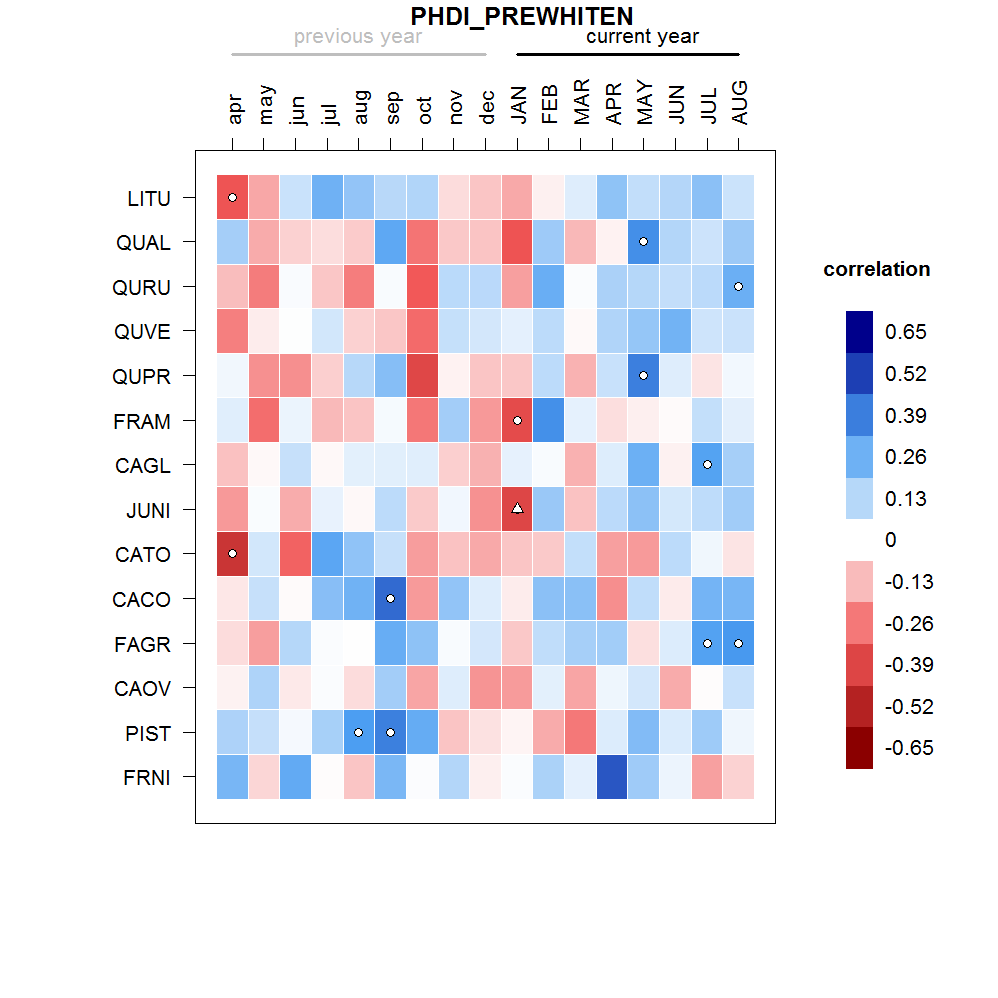 PHDI_PREWHITEN
previous year current year
apr may jun jul aug sep oct nov dec JAN FEB MAR APR MAY JUN JUL AUG
LITU
QUAL
QURU
QUVE
QUPR
FRAM
CAGL
JUNI
CATO
CACO
FAGR
CAOV
PIST
FRNI
correlation
0.65
0.52
0.39
0.26
0.13
0
-0.13
-0.26
-0.39
-0.52
-0.65